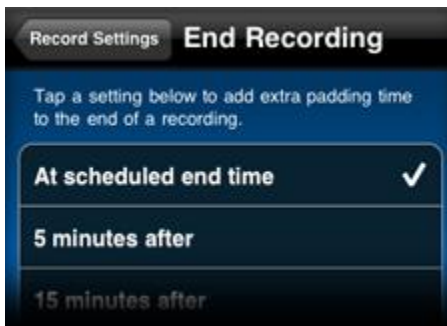 Record Settings End Recording
Tap a setting below to add extra padding time
to the end of a recording.
At scheduled end time
5 minutes after
15 minutes after